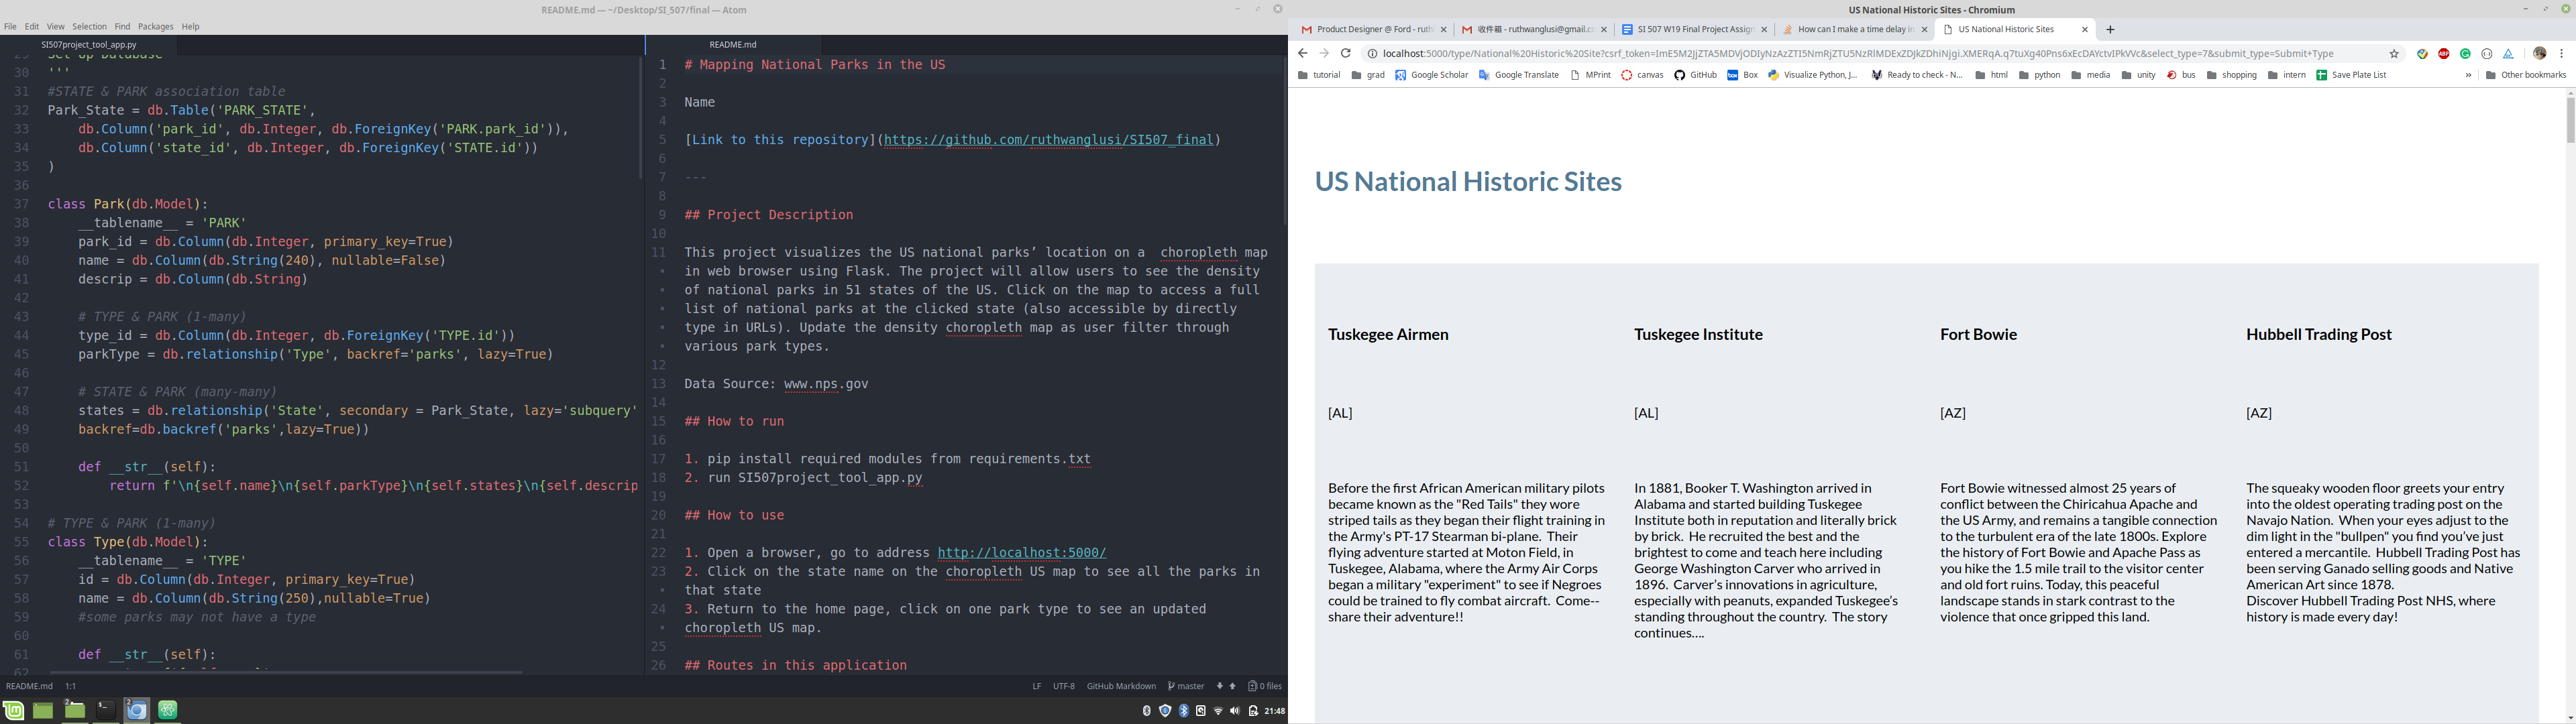 README.md — ~/Desktop/SI_507/final — Atom
File Edit View Selection Find Packages Help
SI507project_tool_app.py
README.md
29 Set up Database
30 '''
31 #STATE & PARK association table
32 Park_State = db.Table('PARK_STATE',
33 db.Column('park_id', db.Integer, db.ForeignKey('PARK.park_id')),
34 db.Column('state_id', db.Integer, db.ForeignKey('STATE.id'))
35 )
36
37 class Park(db.Model):
38 __tablename__ = 'PARK'
39 park_id = db.Column(db.Integer, primary_key=True)
40 name = db.Column(db.String(240), nullable=False)
41 descrip = db.Column(db.String)
42
43 # TYPE & PARK (1-many)
44 type_id = db.Column(db.Integer, db.ForeignKey('TYPE.id'))
45 parkType = db.relationship('Type', backref='parks', lazy=True)
46
47 # STATE & PARK (many-many)
48 states = db.relationship('State', secondary = Park_State, lazy='subquery'
49 backref=db.backref('parks',lazy=True))
50
51 def __str__(self):
52 return f'\n{self.name}\n{self.parkType}\n{self.states}\n{self.descrip
53
54 # TYPE & PARK (1-many)
55 class Type(db.Model):
56 __tablename__ = 'TYPE'
57 id = db.Column(db.Integer, primary_key=True)
58 name = db.Column(db.String(250),nullable=True)
59 #some parks may not have a type
60
61 def __str__(self):
62
1 # Mapping National Parks in the US
2
3 Name
4
5 [Link to this repository](https://github.com/ruthwanglusi/SI507_final)
6
7 ---
8
9 ## Project Description
10
11 This project visualizes the US national parks’ location on a  choropleth map
• in web browser using Flask. The project will allow users to see the density
• of national parks in 51 states of the US. Click on the map to access a full
• list of national parks at the clicked state (also accessible by directly
• type in URLs). Update the density choropleth map as user filter through
• various park types.
12
13 Data Source: www.nps.gov
14
15 ## How to run
16
17 1. pip install required modules from requirements.txt
18 2. run SI507project_tool_app.py
19
20 ## How to use
21
22 1. Open a browser, go to address http://localhost:5000/
23 2. Click on the state name on the choropleth US map to see all the parks in
• that state
24 3. Return to the home page, click on one park type to see an updated
• choropleth US map.
25
26 ## Routes in this application
README.md 1:1
LF UTF-8 GitHub Markdown master 0 files
21:48
US National Historic Sites - Chromium
Product Designer @ Ford - ruth
收件箱 - ruthwanglusi@gmail.c
SI 507 W19 Final Project Assign
How can I make a time delay in
US National Historic Sites
localhost:5000/type/National%20Historic%20Site?csrf_token=ImE5M2JjZTA5MDVjODIyNzAzZTI5NmRjZTU5NzRlMDExZDJkZDhiNjgi.XMERqA.q7tuXg40Pns6xEcDAYctvIPkVVc&select_type=7&submit_type=Submit+Type
tutorial grad Google Scholar Google Translate MPrint canvas GitHub Box Visualize Python, J... Ready to check - N... html python media unity bus shopping intern Save Plate List » Other bookmarks
US National Historic Sites
Tuskegee Airmen
[AL]
Before the first African American military pilots
became known as the "Red Tails" they wore
striped tails as they began their flight training in
the Army's PT-17 Stearman bi-plane.  Their
flying adventure started at Moton Field, in
Tuskegee, Alabama, where the Army Air Corps
began a military "experiment" to see if Negroes
could be trained to fly combat aircraft.  Come--
share their adventure!!
Tuskegee Institute
[AL]
In 1881, Booker T. Washington arrived in
Alabama and started building Tuskegee
Institute both in reputation and literally brick
by brick.  He recruited the best and the
brightest to come and teach here including
George Washington Carver who arrived in
1896.  Carver’s innovations in agriculture,
especially with peanuts, expanded Tuskegee’s
standing throughout the country.  The story
continues….
Fort Bowie
[AZ]
Fort Bowie witnessed almost 25 years of
conflict between the Chiricahua Apache and
the US Army, and remains a tangible connection
to the turbulent era of the late 1800s. Explore
the history of Fort Bowie and Apache Pass as
you hike the 1.5 mile trail to the visitor center
and old fort ruins. Today, this peaceful
landscape stands in stark contrast to the
violence that once gripped this land.
Hubbell Trading Post
[AZ]
The squeaky wooden floor greets your entry
into the oldest operating trading post on the
Navajo Nation.  When your eyes adjust to the
dim light in the "bullpen" you find you've just
entered a mercantile.  Hubbell Trading Post has
been serving Ganado selling goods and Native
American Art since 1878.
Discover Hubbell Trading Post NHS, where
history is made every day!